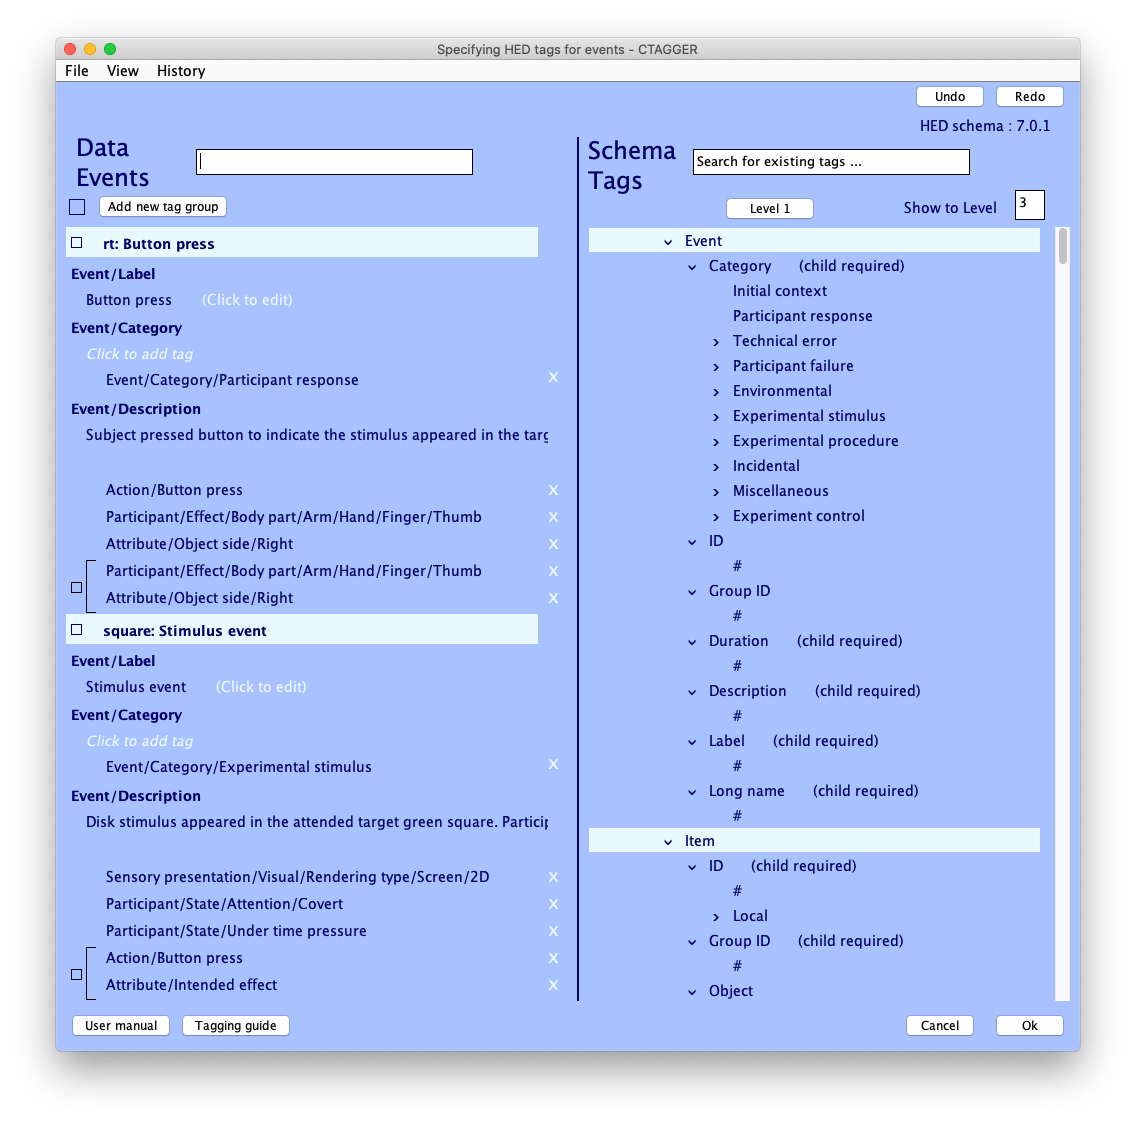 Specifying HED tags for events - CTAGGER
File View History
Undo Redo
HED schema : 7.0.1
Data Events
Add new tag group
rt: Button press
Event/Label
Button press (Click to edit)
Event/Category
Click to add tag
Event/Category/Participant response X
Event/Description
Subject pressed button to indicate the stimulus appeared in the targ
Action/Button press X
Participant/Effect/Body part/Arm/Hand/Finger/Thumb X
Attribute/Object side/Right X
Participant/Effect/Body part/Arm/Hand/Finger/Thumb X
Attribute/Object side/Right X
square: Stimulus event
Event/Label
Stimulus event (Click to edit)
Event/Category
Click to add tag
Event/Category/Experimental stimulus X
Event/Description
Disk stimulus appeared in the attended target green square. Particip
Sensory presentation/Visual/Rendering type/Screen/2D X
Participant/State/Attention/Covert X
Participant/State/Under time pressure X
Action/Button press X
Attribute/Intended effect X
Schema Tags
Search for existing tags ...
Level 1 Show to Level 3
Event
Category (child required)
Initial context
Participant response
Technical error
Participant failure
Environmental
Experimental stimulus
Experimental procedure
Incidental
Miscellaneous
Experiment control
ID
#
Group ID
#
Duration (child required)
#
Description (child required)
#
Label (child required)
#
Long name (child required)
#
Item
ID (child required)
#
Local
Group ID (child required)
#
Object
User manual Tagging guide Cancel Ok